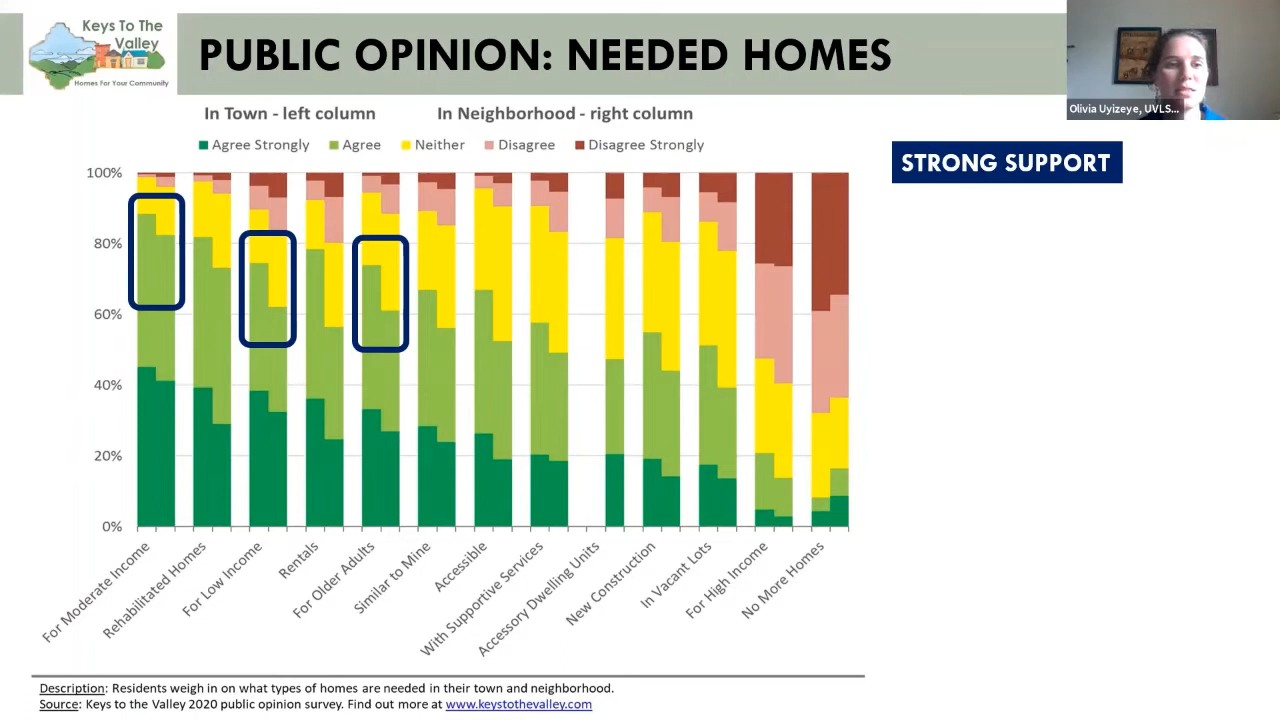 Keys To The
Valley
Homes For Your Community
PUBLIC OPINION: NEEDED HOMES
Olivia Uyizeye, UVLS...
In Town - left column In Neighborhood - right column
Agree Strongly Agree Neither Disagree Disagree Strongly
STRONG SUPPORT
100%
80%
60%
40%
20%
0%
For Moderate Income
Rehabilitated Homes
For Low Income
Rentals
For Older Adults
Similar to Mine
Accessible
With Supportive Services
Accessory Dwelling Units
New Construction
In Vacant Lots
For High Income
No More Homes
Description: Residents weigh in on what types of homes are needed in their town and neighborhood.
Source: Keys to the Valley 2020 public opinion survey. Find out more at www.keystothevalley.com